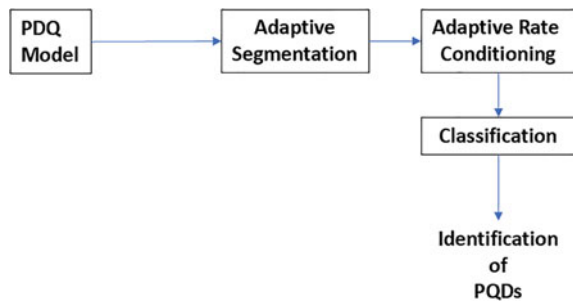 PDQ
Model
Adaptive
Segmentation
Adaptive Rate
Conditioning
Classification
Identification
of
PQDs